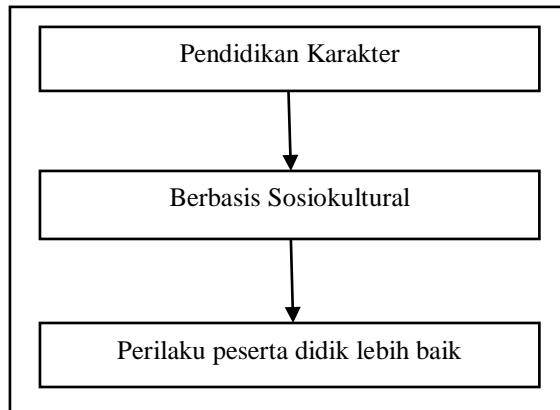 Pendidikan Karakter
Berbasis Sosiokultural
Perilaku peserta didik lebih baik